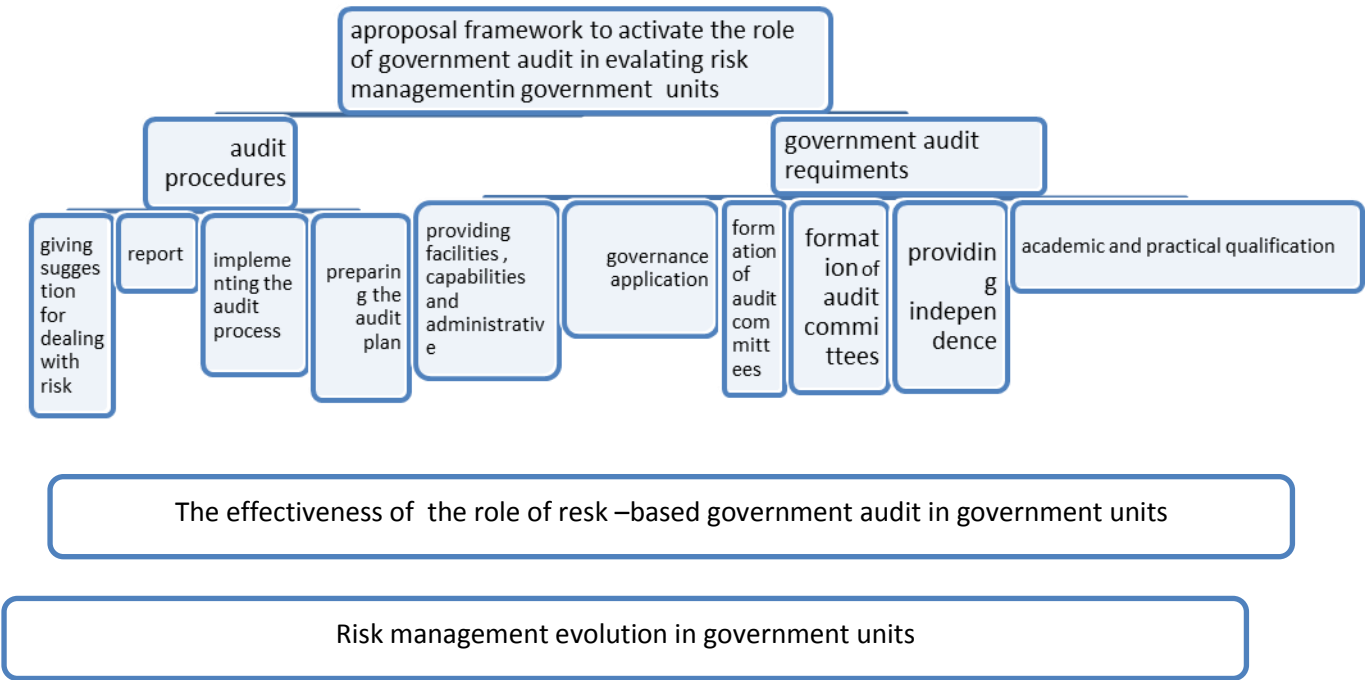 aproposal framework to activate the role
of government audit in evalating risk
managementin government  units
audit
procedures
government audit
requiments
giving
sugges
tion
for
dealing
with
risk
report
impleme
nting the
audit
process
preparin
g the
audit
plan
providing
facilities ,
capabilities
and
administrativ
e
governance
application
form
ation
of
audit
com
mitt
ees
format
ion of
audit
commi
ttees
providin
g
indepen
dence
academic and practical qualification
The effectiveness of  the role of resk –based government audit in government units
Risk management evolution in government units